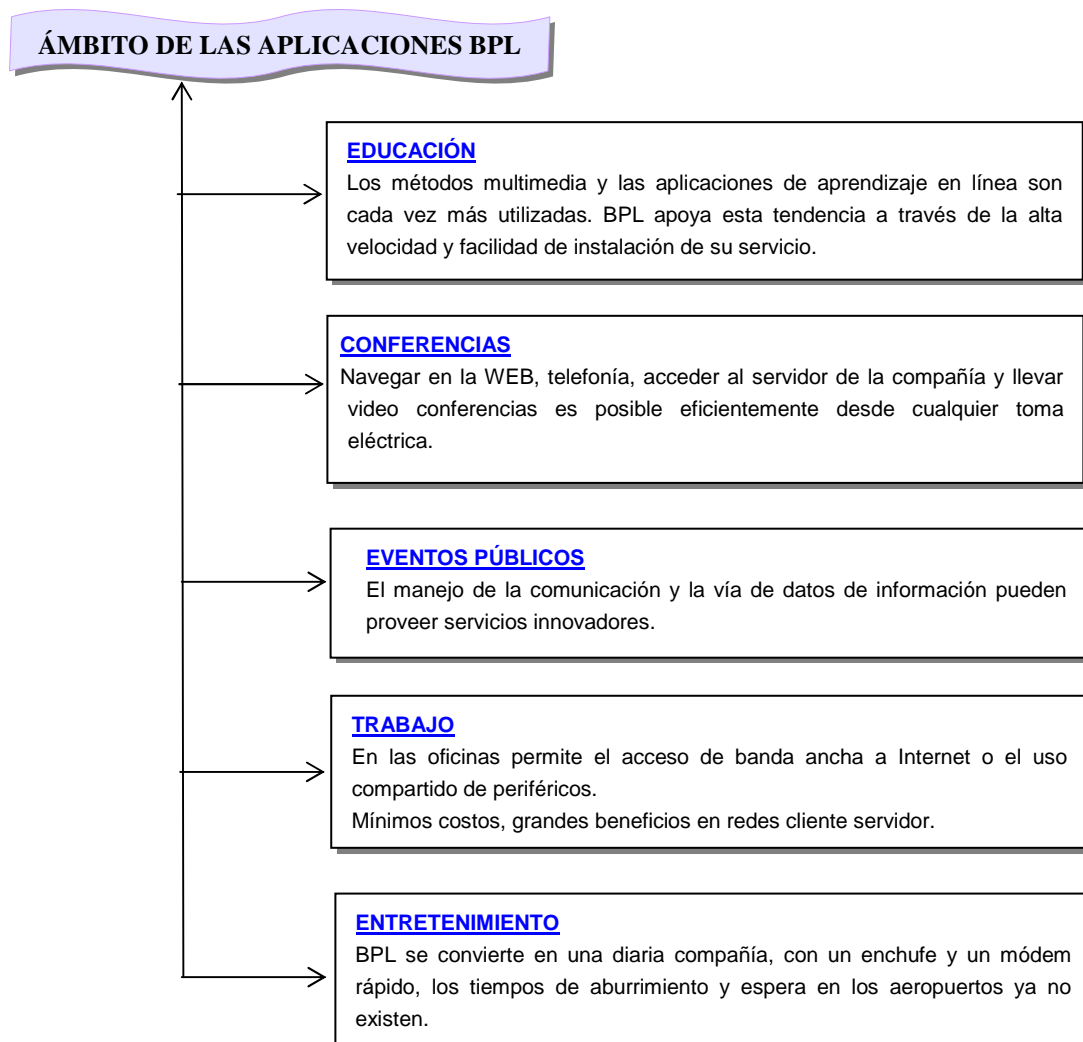 ÁMBITO DE LAS APLICACIONES BPL
EDUCACIÓN
Los métodos multimedia y las aplicaciones de aprendizaje en línea son
cada vez más utilizadas. BPL apoya esta tendencia a través de la alta
velocidad y facilidad de instalación de su servicio.
CONFERENCIAS
Navegar en la WEB, telefonía, acceder al servidor de la compañía y llevar
video conferencias es posible eficientemente desde cualquier toma
eléctrica.
EVENTOS PÚBLICOS
El manejo de la comunicación y la vía de datos de información pueden
proveer servicios innovadores.
TRABAJO
En las oficinas permite el acceso de banda ancha a Internet o el uso
compartido de periféricos.
Mínimos costos, grandes beneficios en redes cliente servidor.
ENTRETENIMIENTO
BPL se convierte en una diaria compañía, con un enchufe y un módem
rápido, los tiempos de aburrimiento y espera en los aeropuertos ya no
existen.